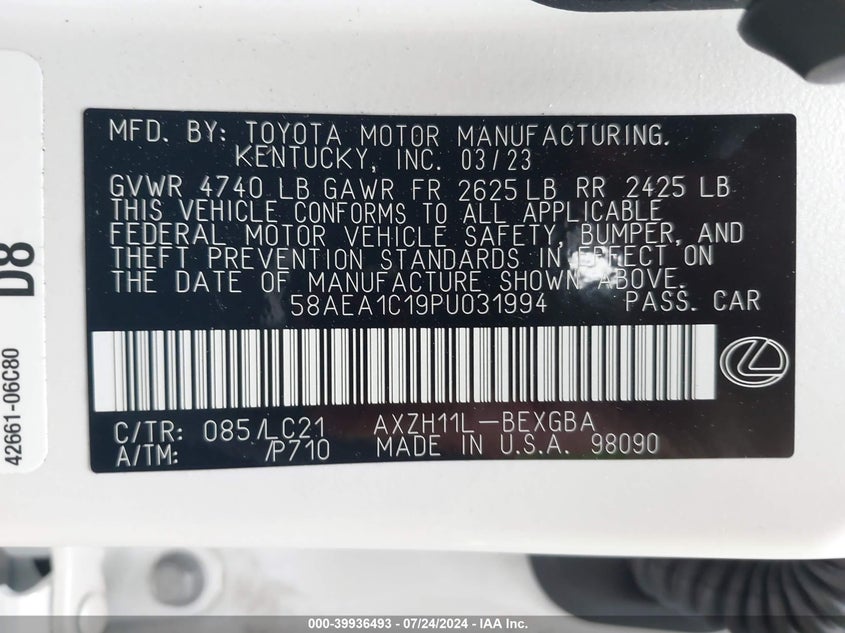 MFD. BY: TOYOTA MOTOR MANUFACTURING.
KENTUCKY, INC. 03/23
GVWR 4740 LB GAWR FR 2625 LB RR 2425 LB
THIS VEHICLE CONFORMS TO ALL APPLICABLE
FEDERAL MOTOR VEHICLE SAFETY, BUMPER, AND
THEFT PREVENTION STANDARDS IN EFFECT ON
THE DATE OF MANUFACTURE SHOWN ABOVE.
58AEA1C19PU031994 PASS. CAR
C/TR: 085/LC21 AXZH11L-BEXGBA
A/TM: /P710 MADE IN U.S.A. 98090
D8
42661-06C80
000-39936493 - 07/24/2024 - IAA Inc.